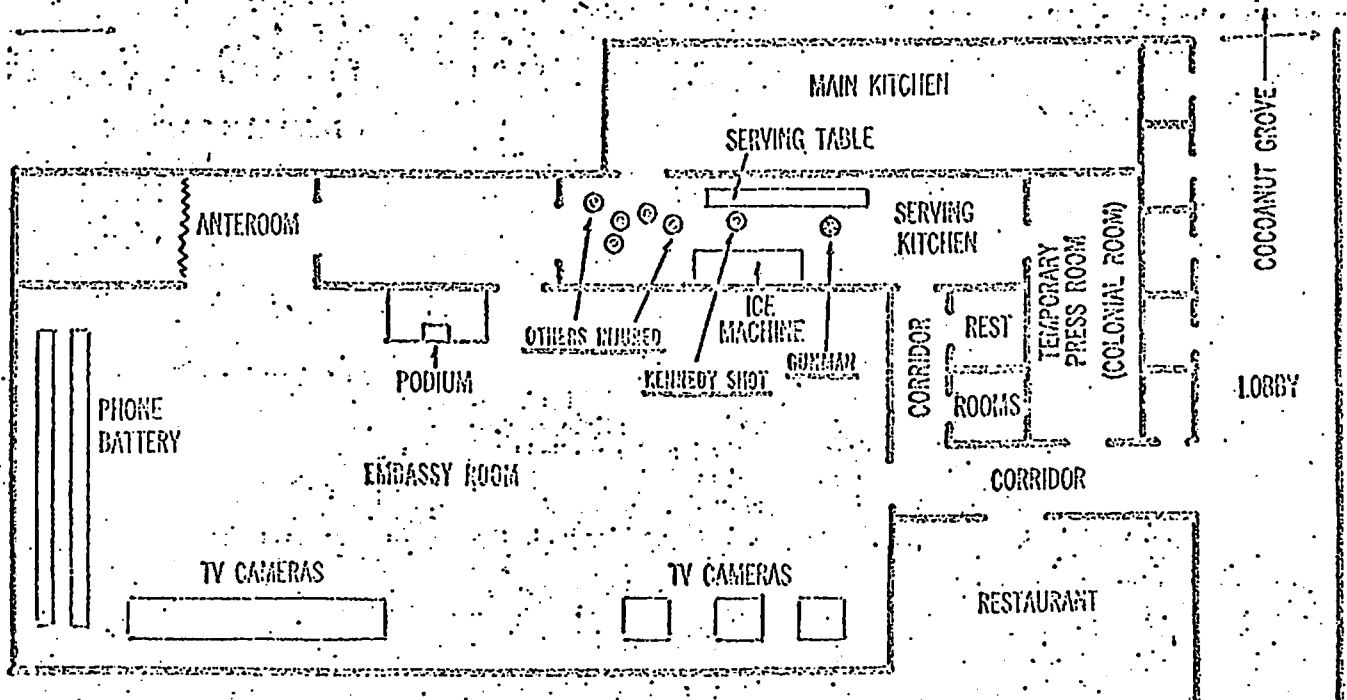 MAIN KITCHEN
SERVING TABLE
ANTEROOM
SERVING
KITCHEN
TEMPORARY
PRESS ROOM
(COLONIAL ROOM)
COCOANUT GROVE
OTHERS INJURED
ICE
MACHINE
KENNEDY SHOT
GUNMAN
PODIUM
CORRIDOR
REST
ROOMS
LOBBY
PHONE
BATTERY
EMBASSY ROOM
CORRIDOR
TV CAMERAS
TV CAMERAS
RESTAURANT